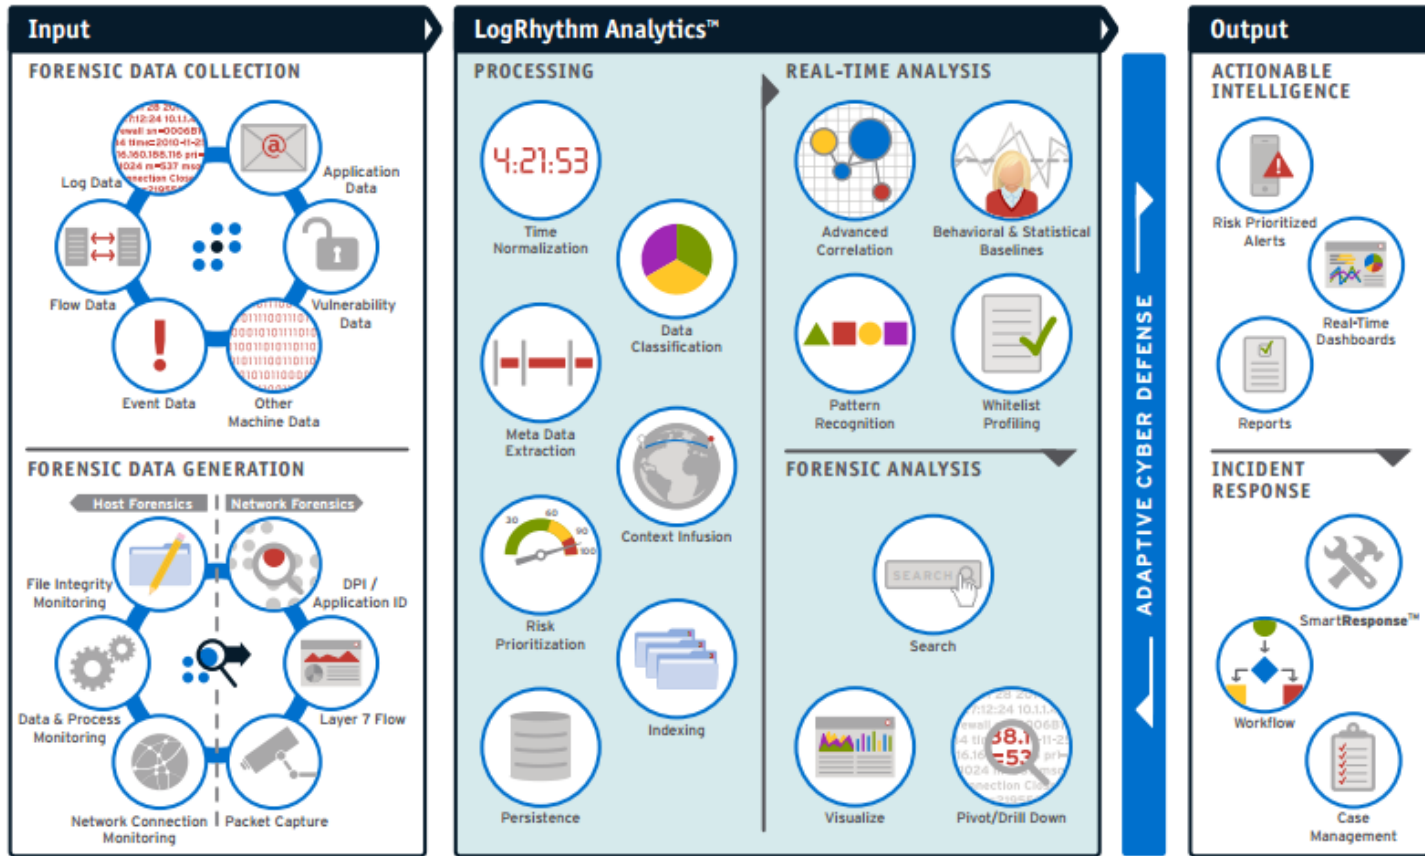 Input
FORENSIC DATA COLLECTION
Log Data
Application
Data
Flow Data
Vulnerability
Data
Event Data
Other
Machine Data
FORENSIC DATA GENERATION
Host Forensics
Network Forensics
File Integrity
Monitoring
DPI /
Application ID
Data & Process
Monitoring
Layer 7 Flow
Network Connection
Monitoring
Packet Capture
LogRhythm Analytics™
PROCESSING
4:21:53
Time
Normalization
Data
Classification
Meta Data
Extraction
Context Infusion
30
60
90
100
Risk
Prioritization
Indexing
Persistence
REAL-TIME ANALYSIS
Advanced
Correlation
Behavioral & Statistical
Baselines
Pattern
Recognition
Whitelist
Profiling
FORENSIC ANALYSIS
SEARCH
Search
Visualize
Pivot/Drill Down
ADAPTIVE CYBER DEFENSE
Output
ACTIONABLE
INTELLIGENCE
Risk Prioritized
Alerts
Real-Time
Dashboards
Reports
INCIDENT
RESPONSE
SmartResponse™
Workflow
Case
Management